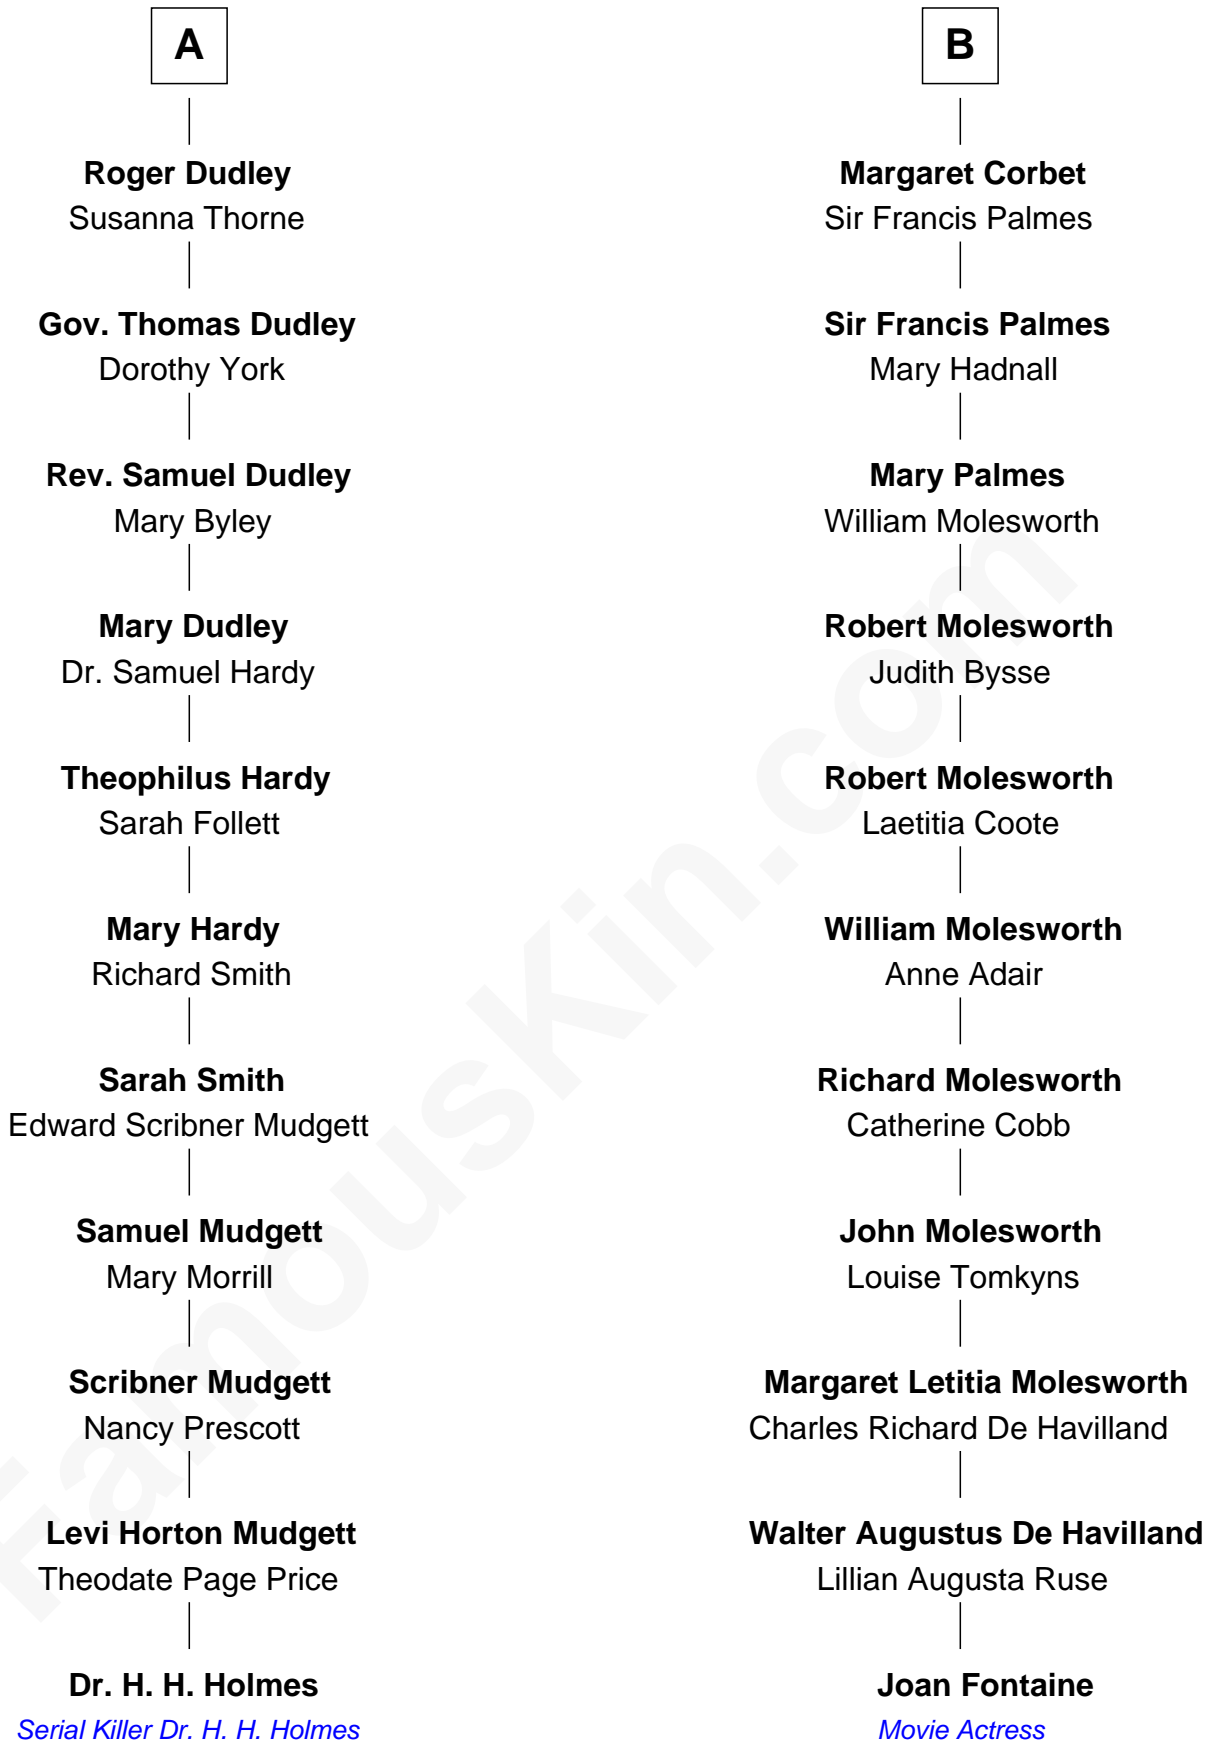 A
Roger Dudley
Susanna Thorne
Gov. Thomas Dudley
Dorothy York
Rev. Samuel Dudley
Mary Byley
Mary Dudley
Dr. Samuel Hardy
Theophilus Hardy
Sarah Follett
Mary Hardy
Richard Smith
Sarah Smith
Edward Scribner Mudgett
Samuel Mudgett
Mary Morrill
Scribner Mudgett
Nancy Prescott
Levi Horton Mudgett
Theodate Page Price
Dr. H. H. Holmes
Serial Killer Dr. H. H. Holmes
B
Margaret Corbet
Sir Francis Palmes
Sir Francis Palmes
Mary Hadnall
Mary Palmes
William Molesworth
Robert Molesworth
Judith Bysse
Robert Molesworth
Laetitia Coote
William Molesworth
Anne Adair
Richard Molesworth
Catherine Cobb
John Molesworth
Louise Tomkyns
Margaret Letitia Molesworth
Charles Richard De Havilland
Walter Augustus De Havilland
Lillian Augusta Ruse
Joan Fontaine
Movie Actress
FamousKin.com